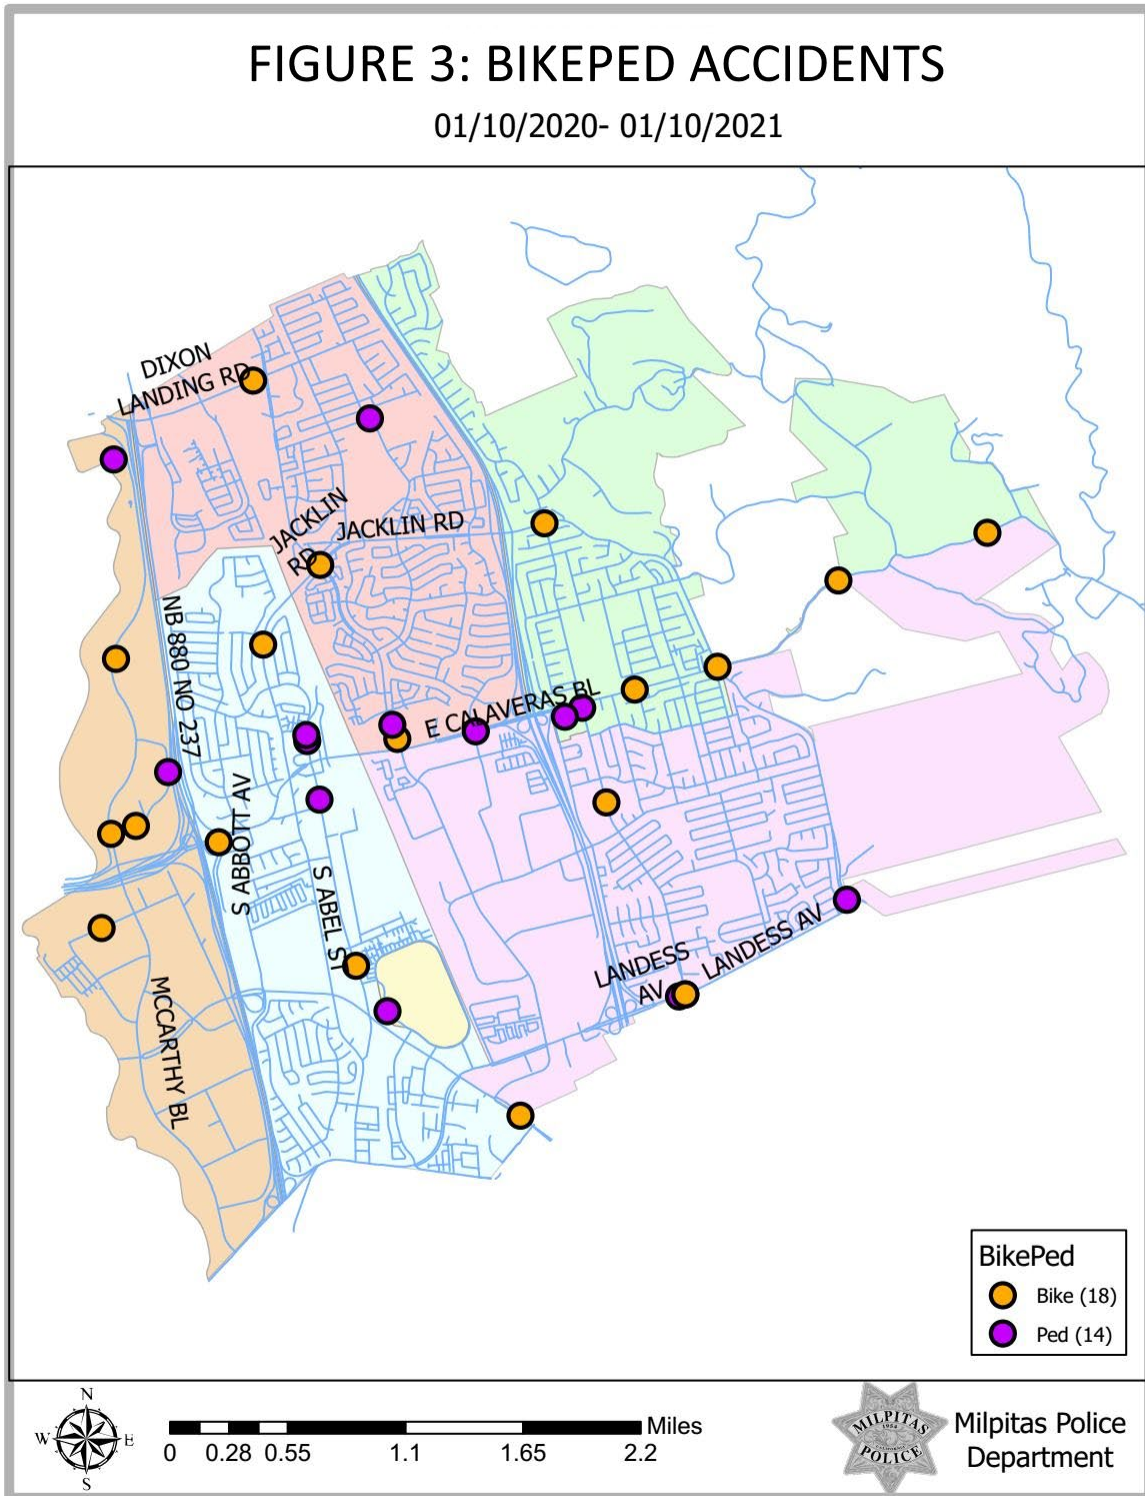 FIGURE 3: BIKEPED ACCIDENTS
01/10/2020- 01/10/2021
DIXON
LANDING RD
JACKLIN
RD
JACKLIN RD
NB 880 NO 237
E CALAVERAS BL
S ABBOTT AV
S ABEL ST
LANDESS
AV
LANDESS AV
MCCARTHY BL
BikePed
Bike (18)
Ped (14)
N
W E
S
0 0.28 0.55 1.1 1.65 2.2
Miles
MILPITAS
POLICE
Milpitas Police
Department